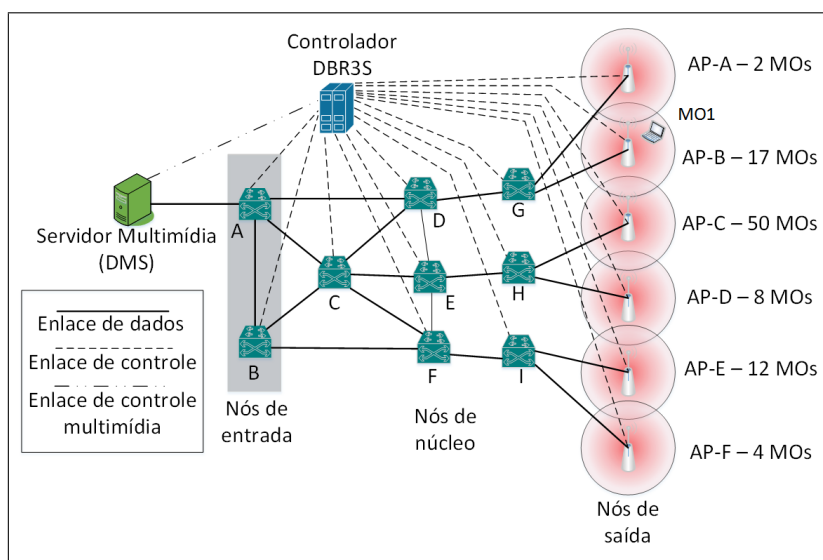 Controlador
DBR3S
AP-A – 2 MOs
MO1
AP-B – 17 MOs
Servidor Multimídia
(DMS)
A
D
G
AP-C – 50 MOs
C
E
H
AP-D – 8 MOs
B
F
I
AP-E – 12 MOs
AP-F – 4 MOs
Enlace de dados
Enlace de controle
Enlace de controle
multimídia
Nós de
entrada
Nós de
núcleo
Nós de
saída